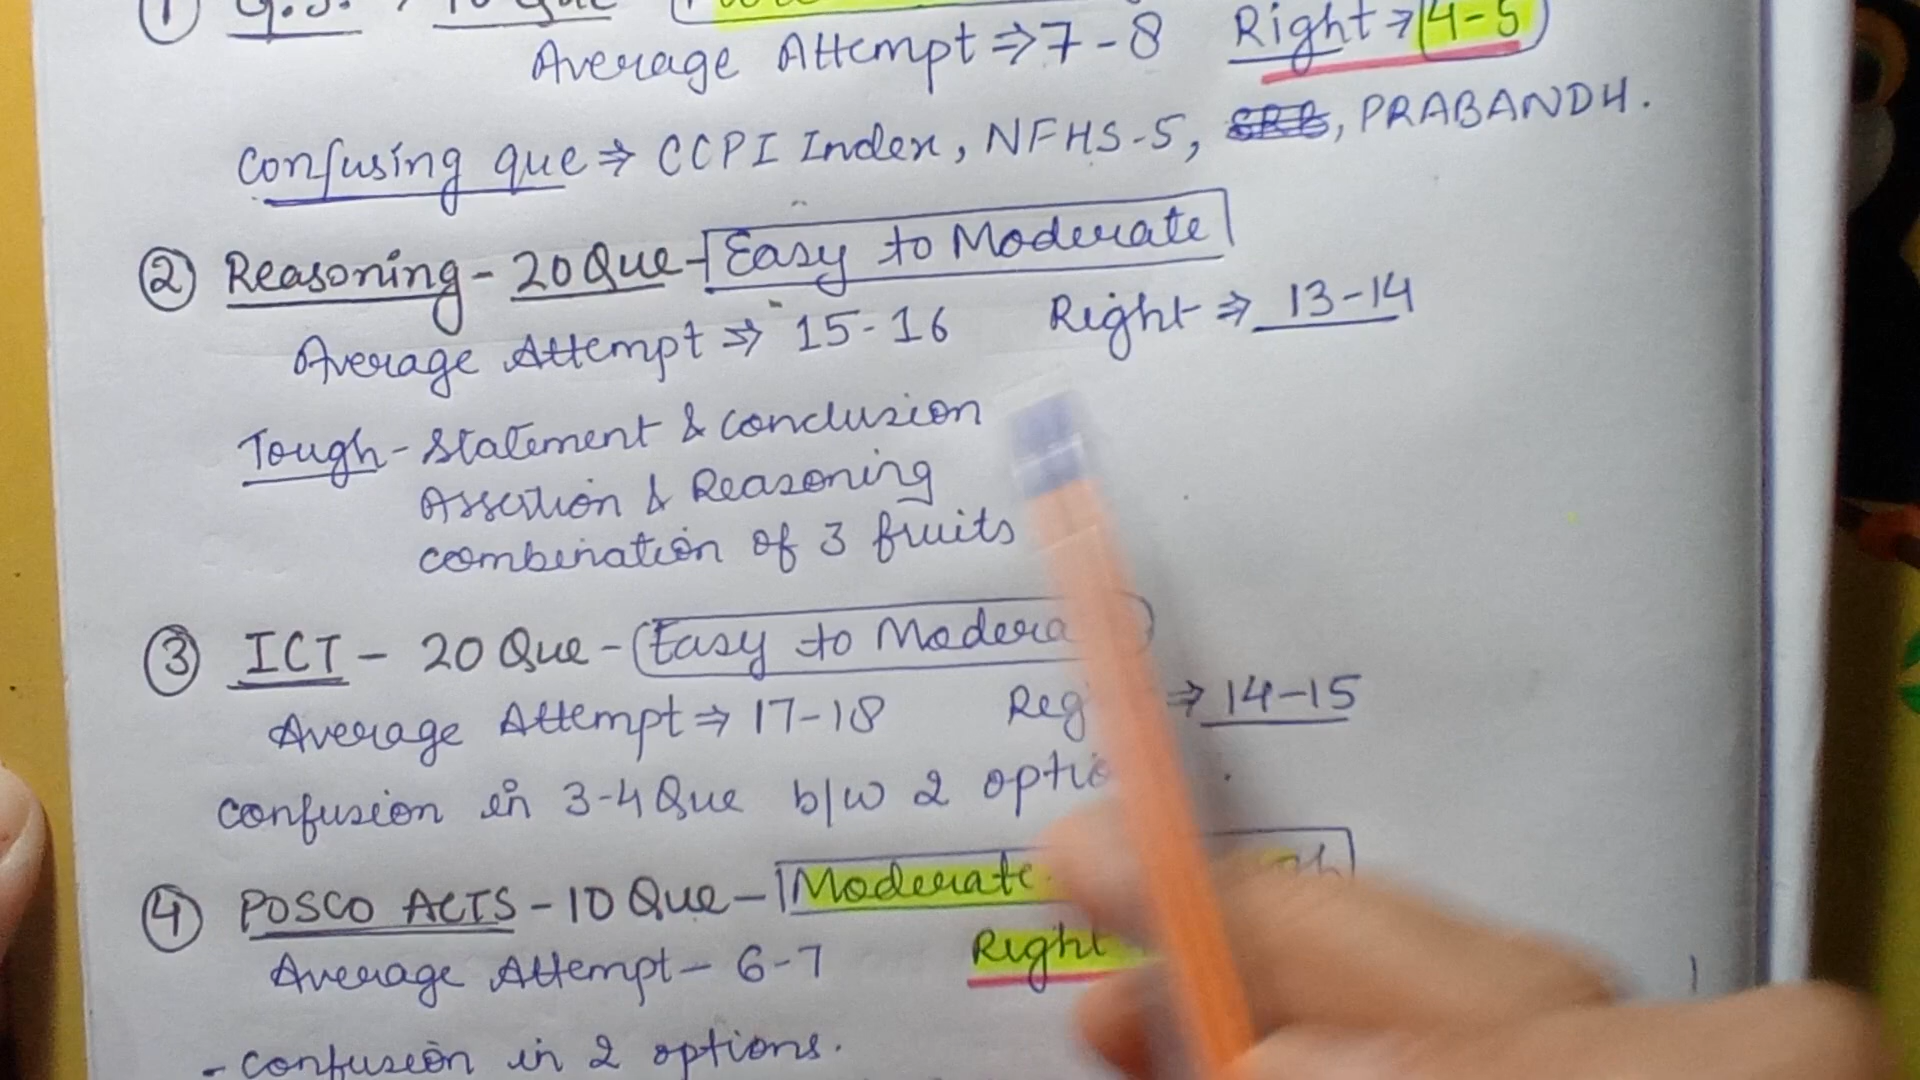 ① G.S. 10 Que
Average Attempt ⇒ 7-8 Right → 4-5
Confusing que ⇒ CCPI Index, NFHS-5, , PRABANDH.
② Reasoning - 20 Que - Easy to Moderate
Average Attempt ⇒ 15-16 Right ⇒ 13-14
Tough - Statement & conclusion
Assertion & Reasoning
combination of 3 fruits
③ ICT - 20 Que - Easy to Modera
Average Attempt ⇒ 17-18 ⇒ 14-15
confusion in 3-4 Que b/w 2 optio
④ POSCO ACTS - 10 Que - Moderate
Average Attempt - 6-7 Right
- confusion in 2 options.